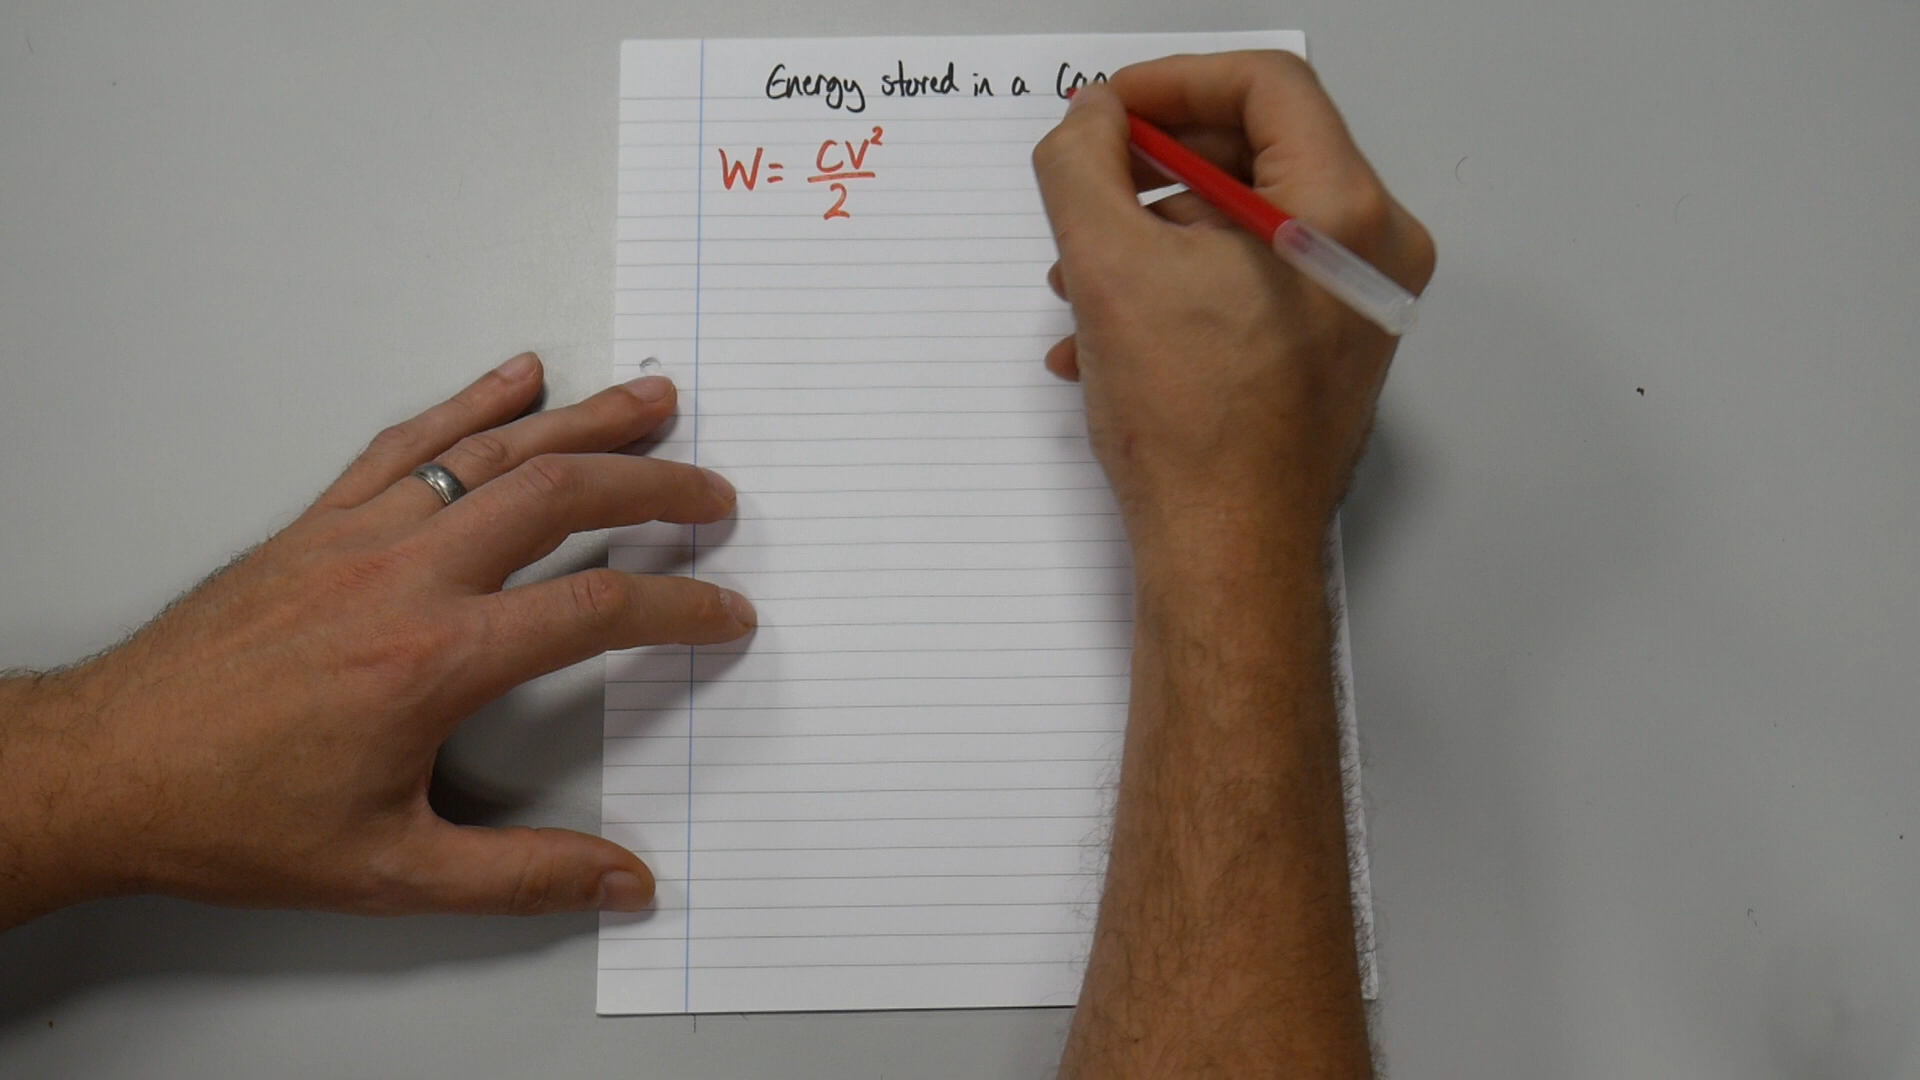 Energy stored in a
W = CV²/2